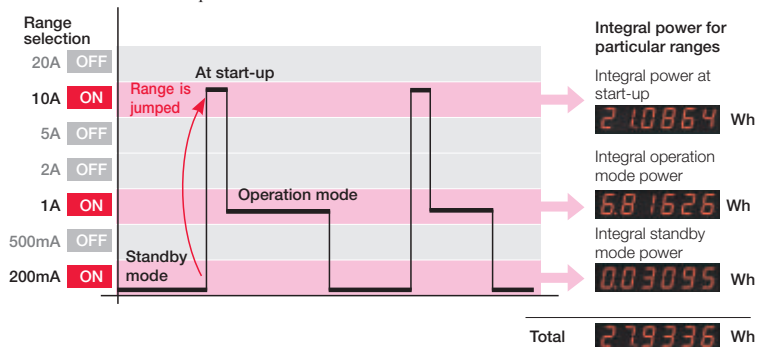 Range
selection
20A OFF
10A ON
5A OFF
2A OFF
1A ON
500mA OFF
200mA ON
At start-up
Range is
jumped
Operation mode
Standby
mode
Integral power for
particular ranges
Integral power at
start-up
21.0864 Wh
Integral operation
mode power
6.81626 Wh
Integral standby
mode power
0.03095 Wh
Total 27.9336 Wh